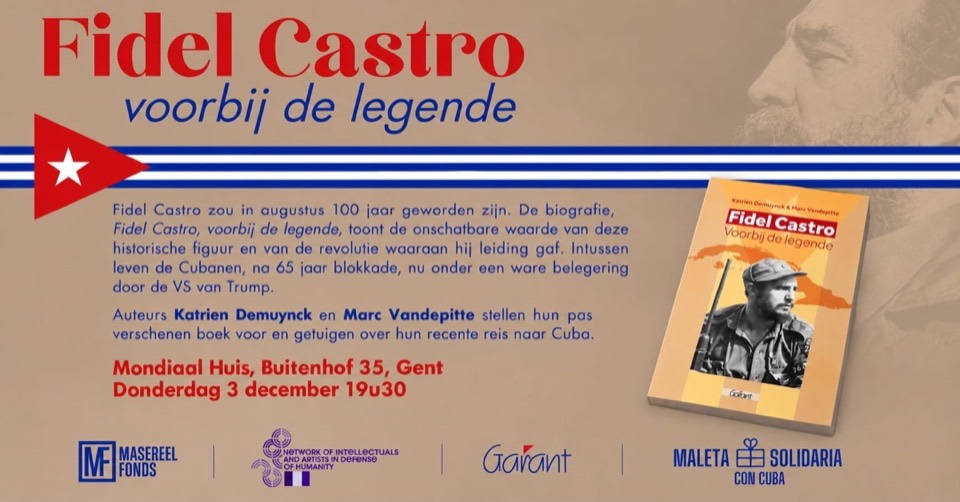 Fidel Castro
voorbij de legende
Fidel Castro zou in augustus 100 jaar geworden zijn. De biografie,
Fidel Castro, voorbij de legende, toont de onschatbare waarde van deze
historische figuur en van de revolutie waaraan hij leiding gaf. Intussen
leven de Cubanen, na 65 jaar blokkade, nu onder een ware belegering
door de VS van Trump.
Auteurs Katrien Demuynck en Marc Vandepitte stellen hun pas
verschenen boek voor en getuigen over hun recente reis naar Cuba.
Mondiaal Huis, Buitenhof 35, Gent
Donderdag 3 december 19u30
Katrien Demuynck & Marc Vandepitte
Fidel Castro
Voorbij de legende
Garant
MF
MASEREEL
FONDS
NETWORK OF INTELLECTUALS
AND ARTISTS IN DEFENSE
OF HUMANITY
Garant
MALETA SOLIDARIA
CON CUBA